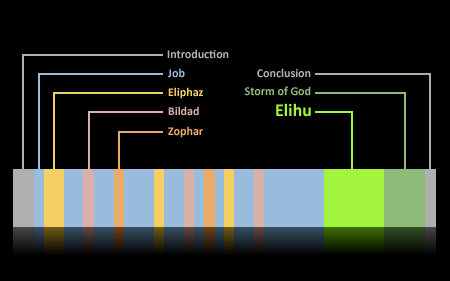 Introduction
Job
Eliphaz
Bildad
Zophar
Conclusion
Storm of God
Elihu